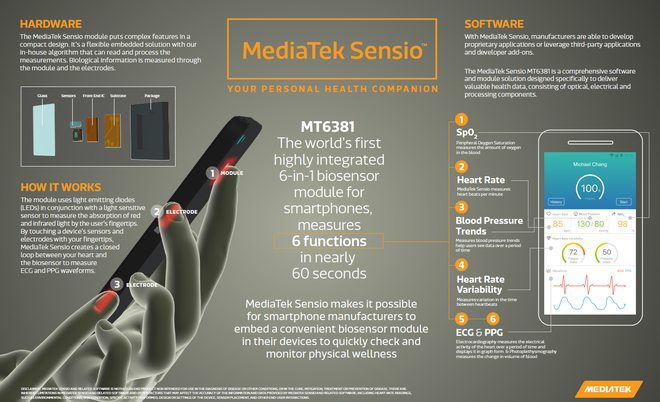 HARDWARE
The MediaTek Sensio module puts complex features in a
compact design. It's a flexible embedded solution with our
in-house algorithm that can read and process the
measurements. Biological information is measured through
the module and the electrodes.
Glass
Sensors
Front End IC
Substrate
Package
HOW IT WORKS
The module uses light emitting diodes
(LEDs) in conjunction with a light sensitive
sensor to measure the absorption of red
and infrared light by the user's fingertips.
By touching a device's sensors and
electrodes with your fingertips,
MediaTek Sensio creates a closed
loop between your heart and
the biosensor to measure
ECG and PPG waveforms.
1 MODULE
2 ELECTRODE
3 ELECTRODE
MediaTek Sensio™
YOUR PERSONAL HEALTH COMPANION
MT6381
The world's first
highly integrated
6-in-1 biosensor
module for
smartphones,
measures
6 functions
in nearly
60 seconds
MediaTek Sensio makes it possible
for smartphone manufacturers to
embed a convenient biosensor module
in their devices to quickly check and
monitor physical wellness
SOFTWARE
With MediaTek Sensio, manufacturers are able to develop
proprietary applications or leverage third-party applications
and developer add-ons.
The MediaTek Sensio MT6381 is a comprehensive software
and module solution designed specifically to deliver
valuable health data, consisting of optical, electrical and
processing components.
1
SpO2
Peripheral Oxygen Saturation
measures the amount of oxygen
in the blood
2
Heart Rate
MediaTek Sensio measures
heart beats per minute
3
Blood Pressure
Trends
Measures blood pressure trends
help users see data over a period
of time
4
Heart Rate
Variability
Measures variation in the time
between heartbeats
5 6
ECG & PPG
Electrocardiography measures the electrical
activity of the heart over a period of time and
displays it in graph form & Photoplethysmography
measures the change in volume of blood
Michael Chang
100
History
Start
Heart Rate
Blood Pressure
SpO2
85
130/80
98
Heart Rate Variability
72
50
MEDIATEK